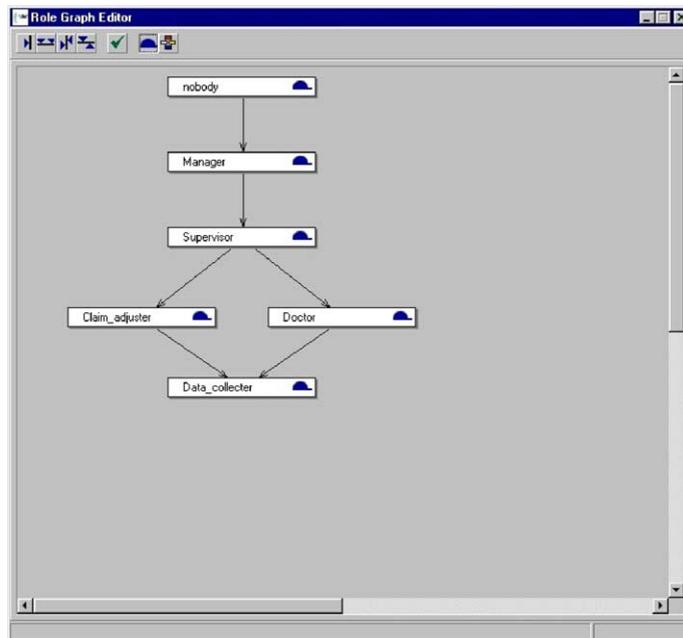 Role Graph Editor
nobody
Manager
Supervisor
Claim_adjuster
Doctor
Data_collecter